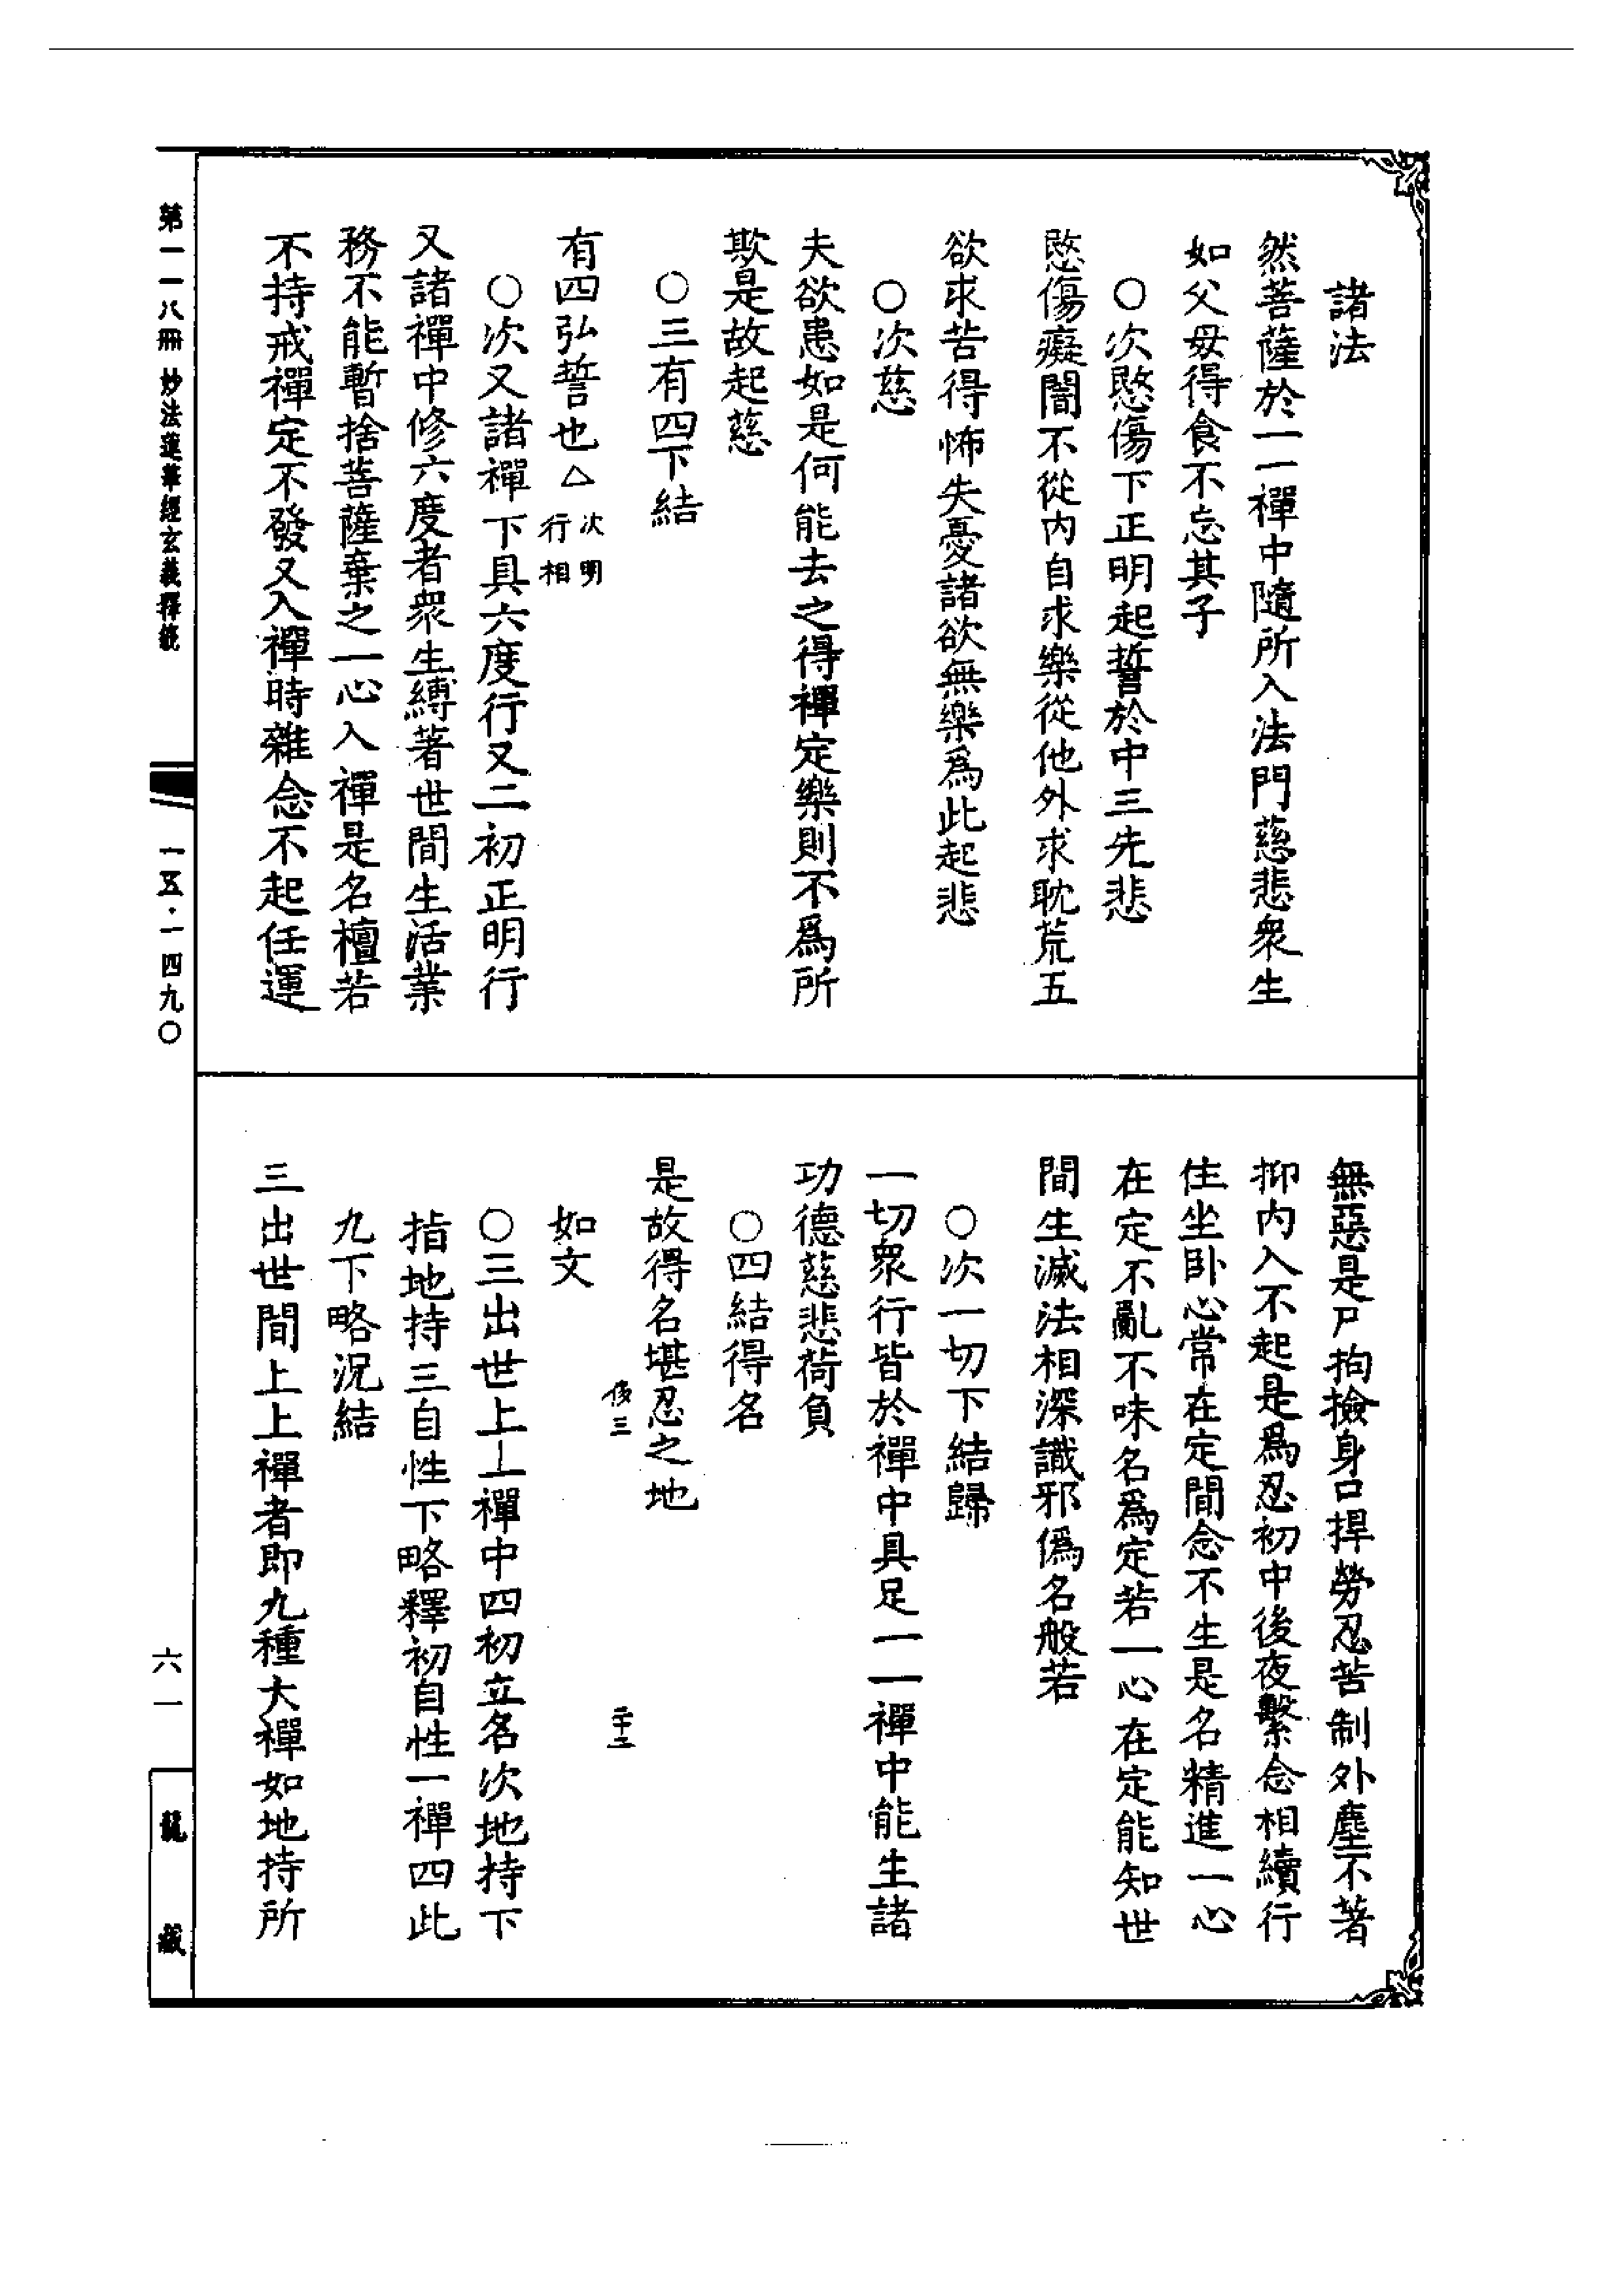 諸法
然菩薩於一一禪中隨所入法門慈悲衆生
如父母得食不忘其子
○次愍傷下正明起誓於中三先悲
愍傷癡闇不從内自求樂從他外求耽荒五
欲求苦得怖失憂諸欲無樂爲此起悲
○次慈
夫欲患如是何能去之得禪定樂則不爲所
欺是故起慈
○三有四下結
有四弘誓也△次明行相
○次又諸禪下具六度行又二初正明行
又諸禪中修六度者衆生縛著世間生活業
務不能暫捨菩薩棄之一心入禪是名檀若
不持戒禪定不發又入禪時雜念不起任運
無惡是尸拘撿身口捍勞忍苦制外塵不著
抑内入不起是爲忍初中後夜繫念相續行
住坐卧心常在定間念不生是名精進一心
在定不亂不味名爲定若一心在定能知世
間生滅法相深識邪僞名般若
○次一切下結歸
一切衆行皆於禪中具足一一禪中能生諸
功德慈悲荷負
○四結得名
是故得名堪忍之地
後三 二十二
如文
○三出世上上禪中四初立名次地持下
指地持三自性下略釋初自性一禪四此
九下略況結
三出世間上上禪者即九種大禪如地持所
第一一八冊 妙法蓮華經玄義釋籤
一五·一四九〇
六一
龍藏